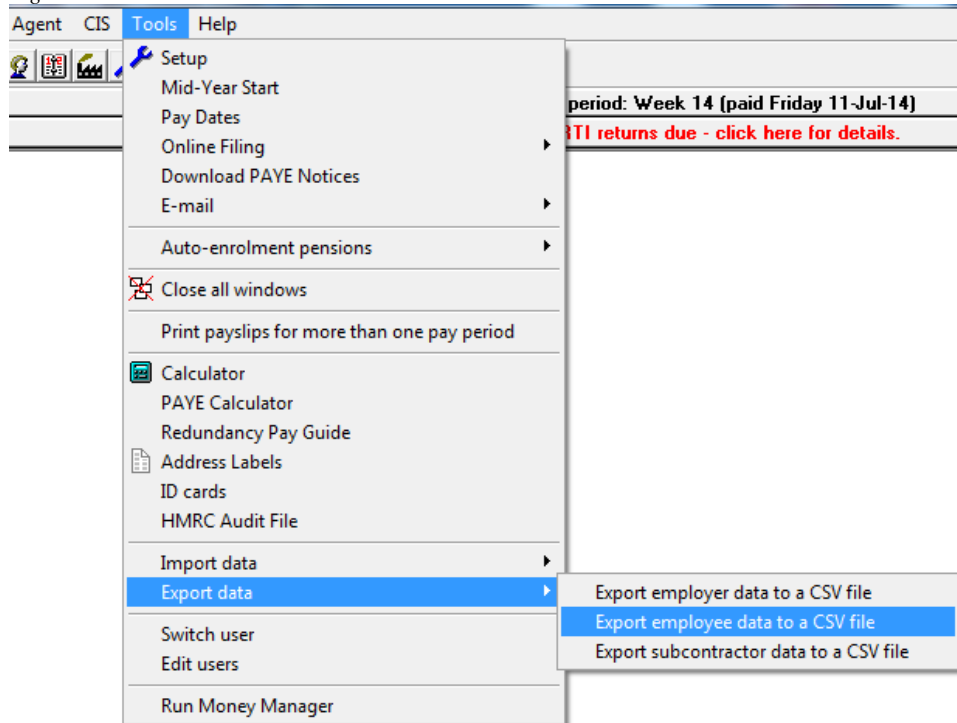 Agent CIS Tools Help
Setup
Mid-Year Start
period: Week 14 (paid Friday 11-Jul-14)
Pay Dates
RTI returns due - click here for details.
Online Filing
Download PAYE Notices
E-mail
Auto-enrolment pensions
Close all windows
Print payslips for more than one pay period
Calculator
PAYE Calculator
Redundancy Pay Guide
Address Labels
ID cards
HMRC Audit File
Import data
Export data
Export employer data to a CSV file
Export employee data to a CSV file
Export subcontractor data to a CSV file
Switch user
Edit users
Run Money Manager